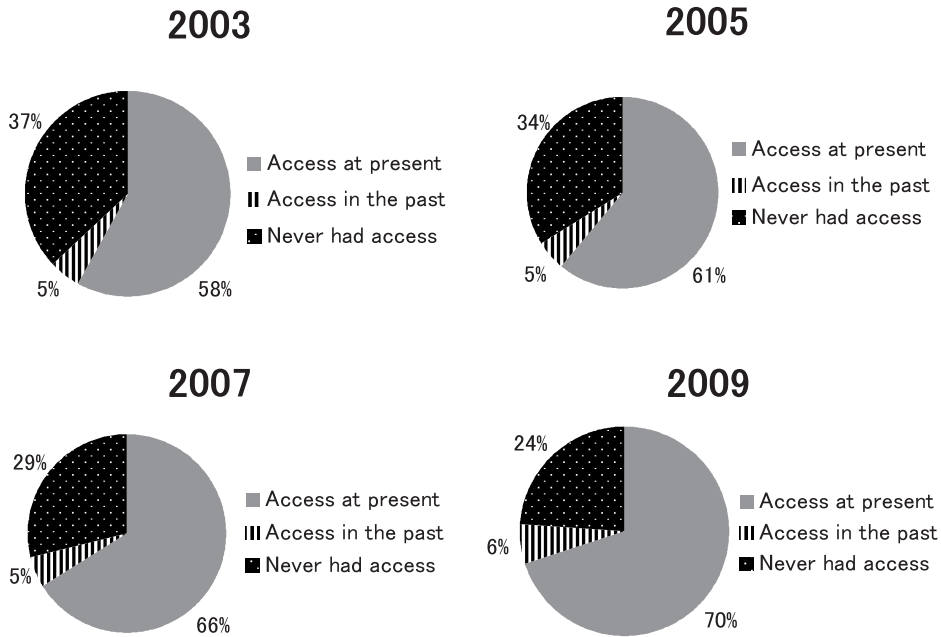 2003
37%
5%
58%
Access at present
Access in the past
Never had access
2005
34%
5%
61%
Access at present
Access in the past
Never had access
2007
29%
5%
66%
Access at present
Access in the past
Never had access
2009
24%
6%
70%
Access at present
Access in the past
Never had access